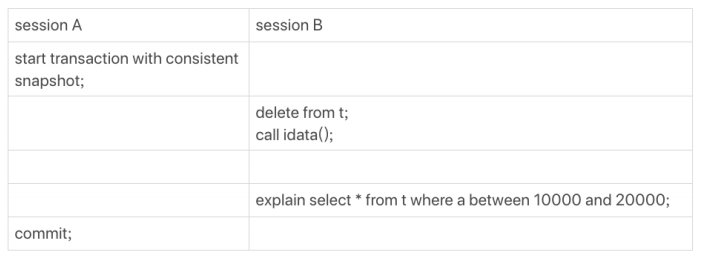 session A
session B
start transaction with consistent
snapshot;
delete from t;
call idata();
explain select * from t where a between 10000 and 20000;
commit;